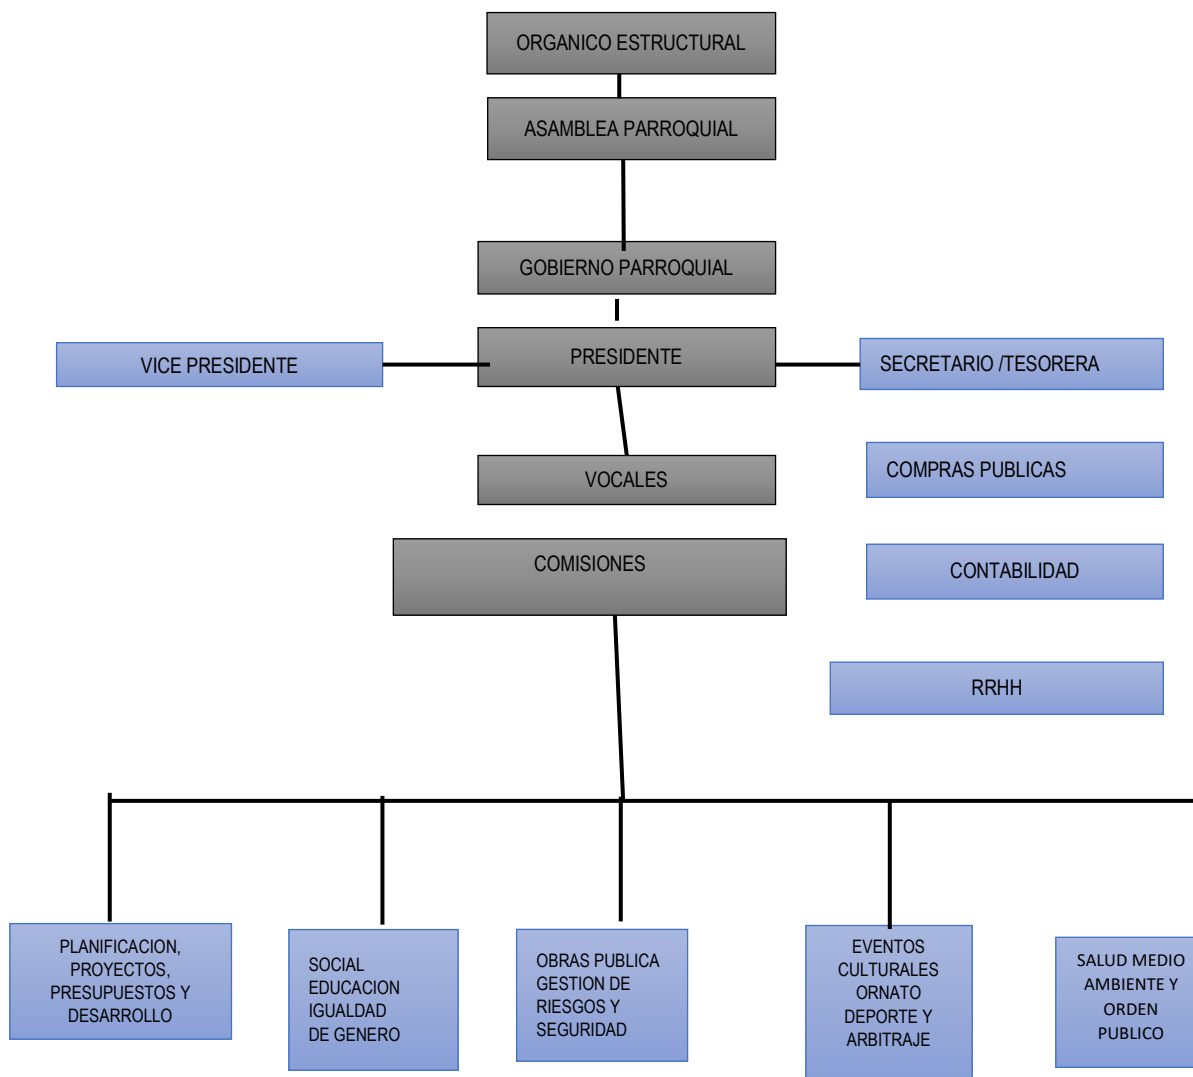 ORGANICO ESTRUCTURAL
ASAMBLEA PARROQUIAL
GOBIERNO PARROQUIAL
VICE PRESIDENTE
PRESIDENTE
SECRETARIO /TESORERA
COMPRAS PUBLICAS
VOCALES
COMISIONES
CONTABILIDAD
RRHH
PLANIFICACION,
PROYECTOS,
PRESUPUESTOS Y
DESARROLLO
SOCIAL
EDUCACION
IGUALDAD
DE GENERO
OBRAS PUBLICA
GESTION DE
RIESGOS Y
SEGURIDAD
EVENTOS
CULTURALES
ORNATO
DEPORTE Y
ARBITRAJE
SALUD MEDIO
AMBIENTE Y
ORDEN
PUBLICO